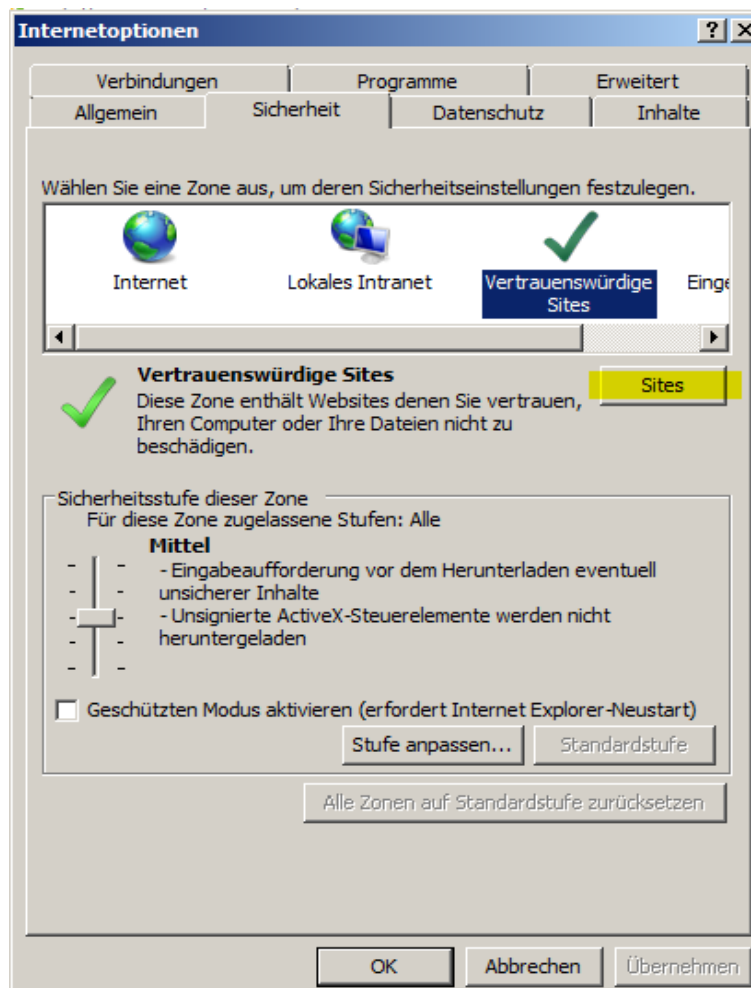 Internetoptionen
Verbindungen Programme Erweitert
Allgemein Sicherheit Datenschutz Inhalte
Wählen Sie eine Zone aus, um deren Sicherheitseinstellungen festzulegen.
Internet Lokales Intranet Vertrauenswürdige Einge
Sites
Vertrauenswürdige Sites
Sites
Diese Zone enthält Websites denen Sie vertrauen,
Ihren Computer oder Ihre Dateien nicht zu
beschädigen.
Sicherheitsstufe dieser Zone
Für diese Zone zugelassene Stufen: Alle
Mittel
- Eingabeaufforderung vor dem Herunterladen eventuell
unsicherer Inhalte
- Unsignierte ActiveX-Steuerelemente werden nicht
heruntergeladen
Geschützten Modus aktivieren (erfordert Internet Explorer-Neustart)
Stufe anpassen... Standardstufe
Alle Zonen auf Standardstufe zurücksetzen
OK Abbrechen Übernehmen